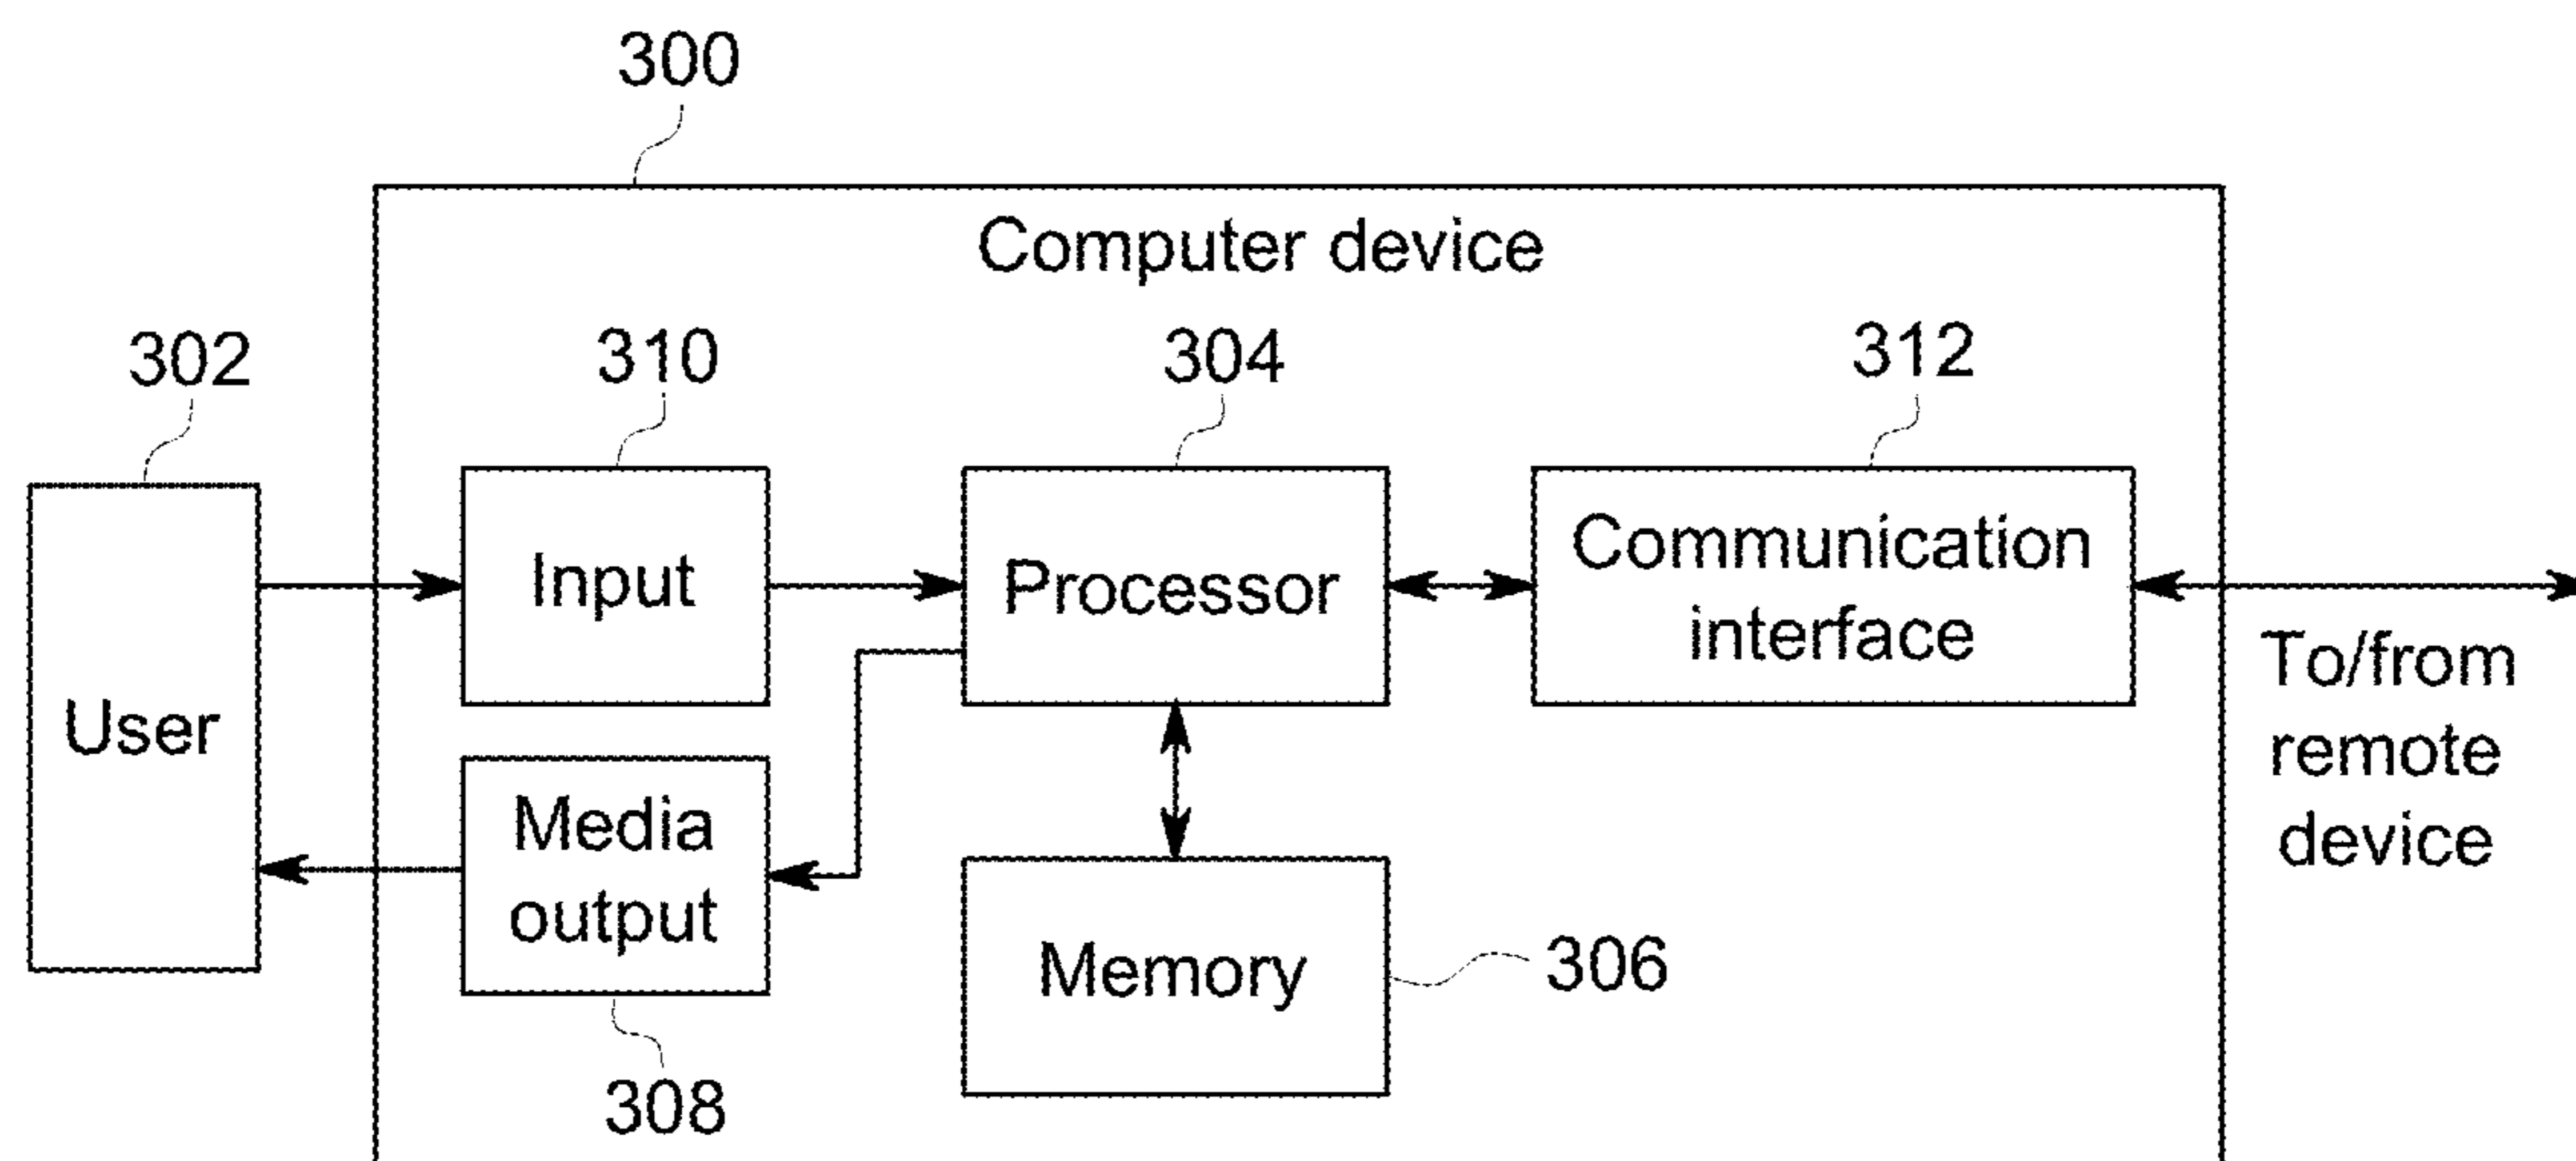 300
Computer device
302
310
304
312
User
Input
Processor
Communication
interface
To/from
remote
device
Media
output
Memory
306
308